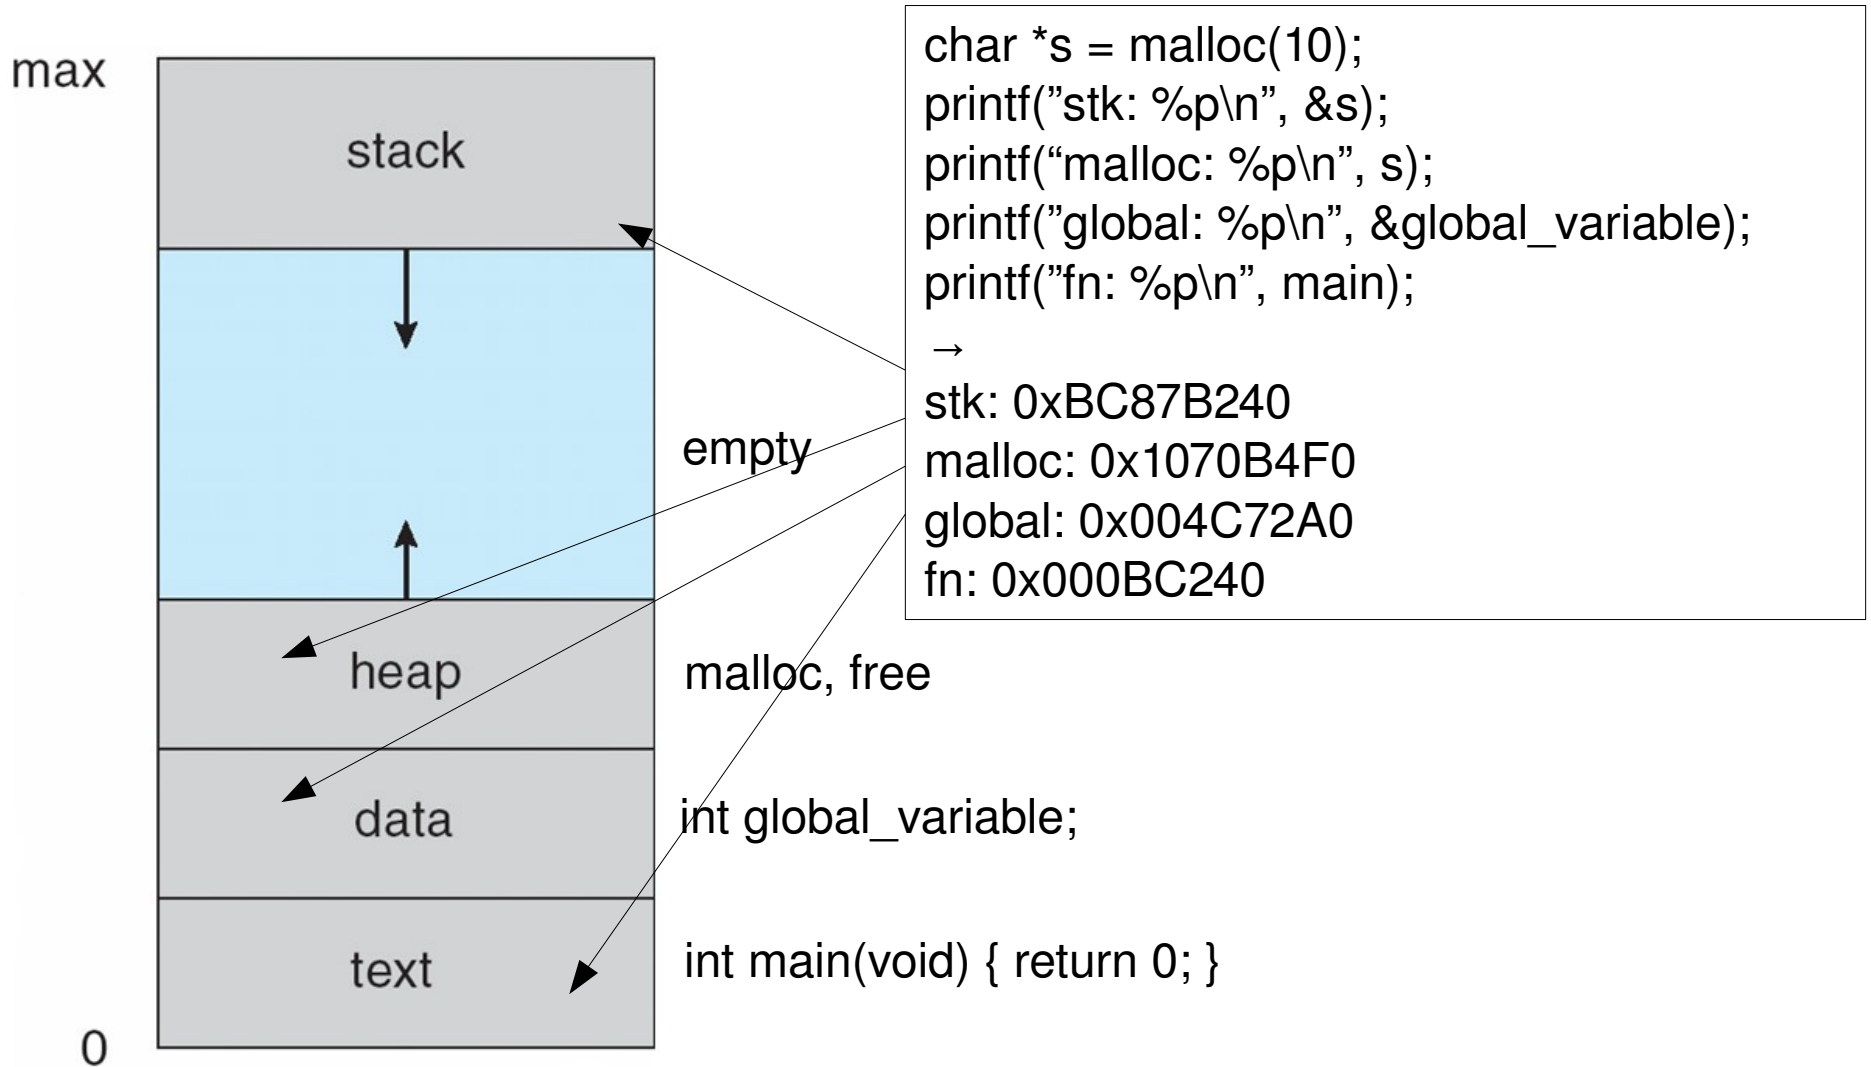 max
stack
empty
heap
malloc, free
data
int global_variable;
text
int main(void) { return 0; }
0
char *s = malloc(10);
printf(”stk: %p\n”, &s);
printf(“malloc: %p\n”, s);
printf(”global: %p\n”, &global_variable);
printf(”fn: %p\n”, main);
→
stk: 0xBC87B240
malloc: 0x1070B4F0
global: 0x004C72A0
fn: 0x000BC240